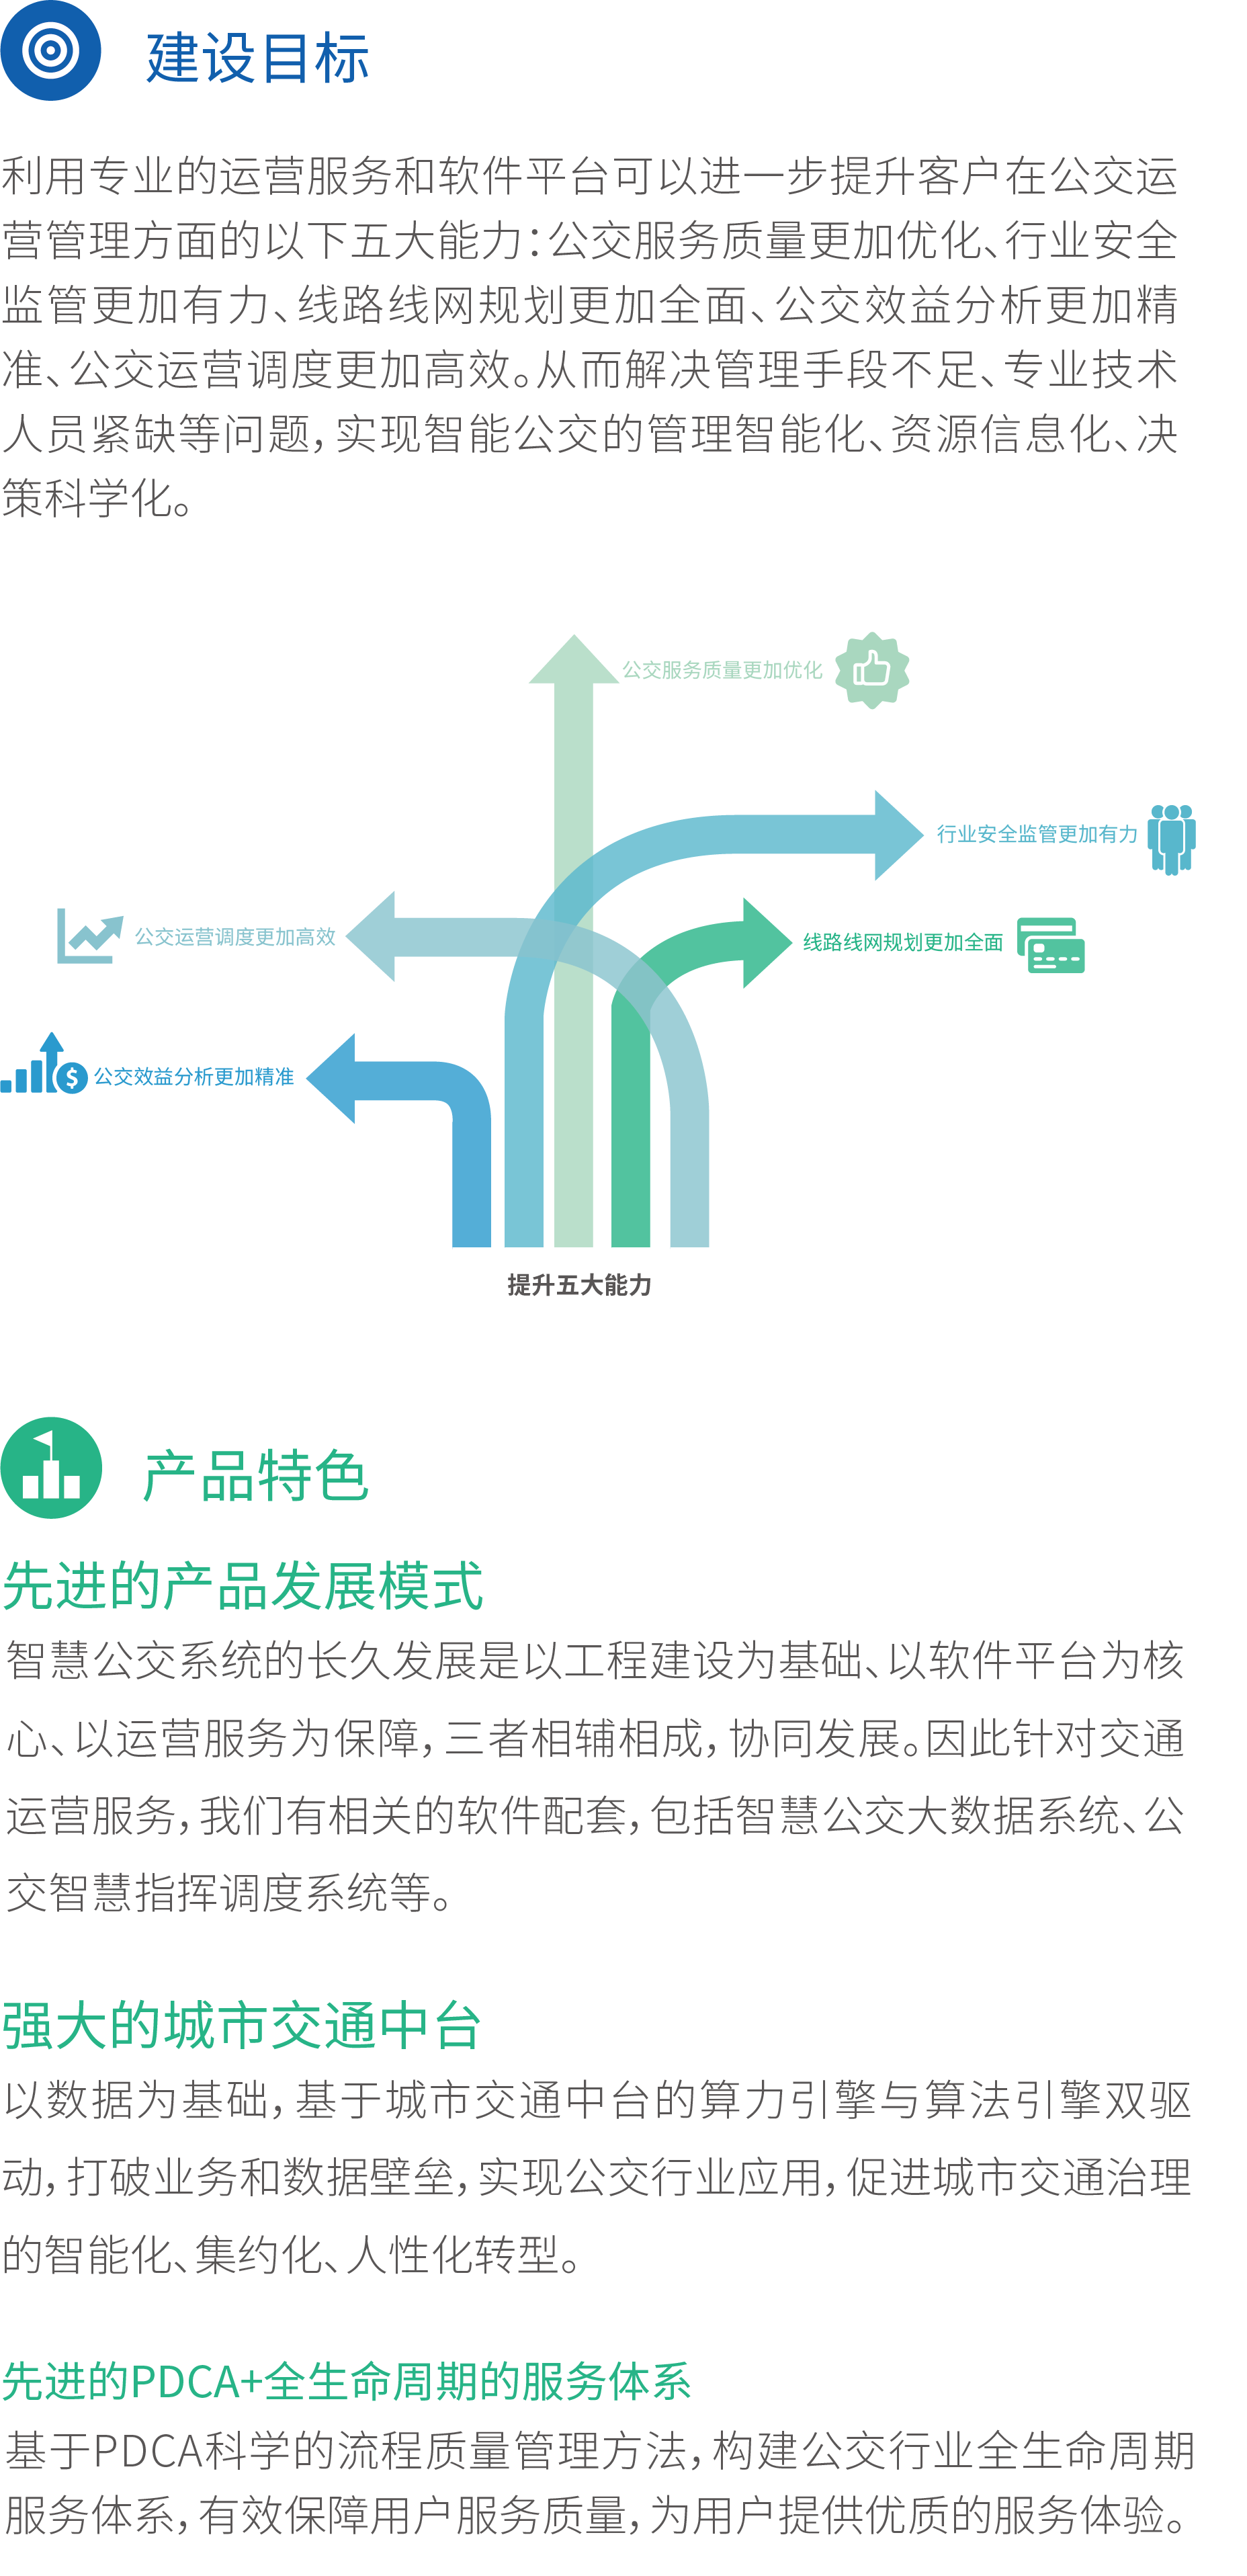 建设目标
利用专业的运营服务和软件平台可以进一步提升客户在公交运
营管理方面的以下五大能力：公交服务质量更加优化、行业安全
监管更加有力、线路线网规划更加全面、公交效益分析更加精
准、公交运营调度更加高效。从而解决管理手段不足、专业技术
人员紧缺等问题，实现智能公交的管理智能化、资源信息化、决
策科学化。
公交服务质量更加优化
行业安全监管更加有力
公交运营调度更加高效
线路线网规划更加全面
公交效益分析更加精准
提升五大能力
产品特色
先进的产品发展模式
智慧公交系统的长久发展是以工程建设为基础、以软件平台为核
心、以运营服务为保障，三者相辅相成，协同发展。因此针对交通
运营服务，我们有相关的软件配套，包括智慧公交大数据系统、公
交智慧指挥调度系统等。
强大的城市交通中台
以数据为基础，基于城市交通中台的算力引擎与算法引擎双驱
动，打破业务和数据壁垒，实现公交行业应用，促进城市交通治理
的智能化、集约化、人性化转型。
先进的PDCA+全生命周期的服务体系
基于PDCA科学的流程质量管理方法，构建公交行业全生命周期
服务体系，有效保障用户服务质量，为用户提供优质的服务体验。